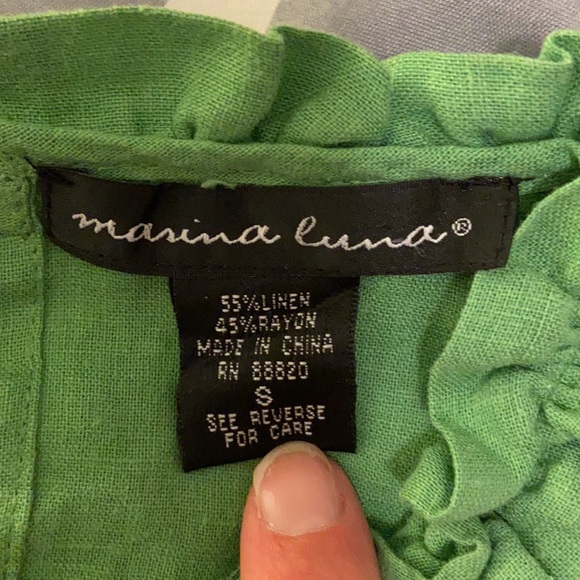 marina luna®
55%LINEN
45%RAYON
MADE IN CHINA
RN 88820
S
SEE REVERSE
FOR CARE